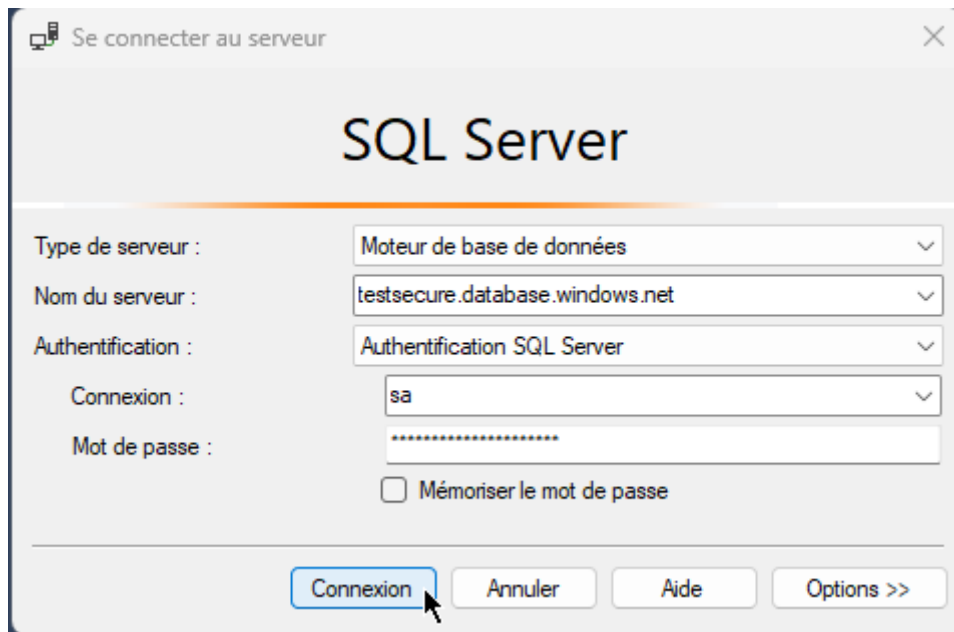 Se connecter au serveur
SQL Server
Type de serveur :
Moteur de base de données
Nom du serveur :
testsecure.database.windows.net
Authentification :
Authentification SQL Server
Connexion :
sa
Mot de passe :
*********************
Mémoriser le mot de passe
Connexion
Annuler
Aide
Options >>